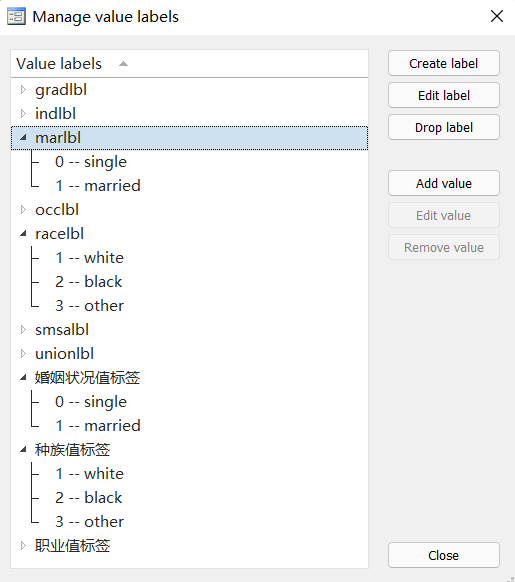 Manage value labels
Value labels
gradlbl
indlbl
marlbl
0 -- single
1 -- married
occlbl
racelbl
1 -- white
2 -- black
3 -- other
smsalbl
unionlbl
婚姻状况值标签
0 -- single
1 -- married
种族值标签
1 -- white
2 -- black
3 -- other
职业值标签
Create label
Edit label
Drop label
Add value
Edit value
Remove value
Close